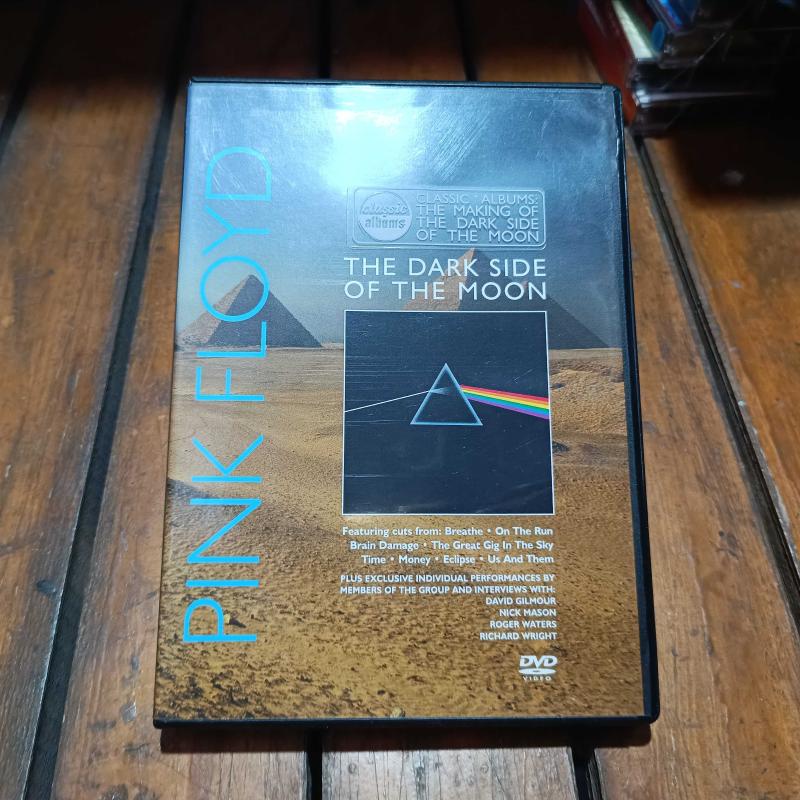 PINK FLOYD
classic
albums
CLASSIC * ALBUMS:
THE MAKING OF
THE DARK SIDE
OF THE MOON
THE DARK SIDE
OF THE MOON
Featuring cuts from: Breathe • On The Run
Brain Damage • The Great Gig In The Sky
Time • Money • Eclipse • Us And Them
PLUS EXCLUSIVE INDIVIDUAL PERFORMANCES BY
MEMBERS OF THE GROUP AND INTERVIEWS WITH:
DAVID GILMOUR
NICK MASON
ROGER WATERS
RICHARD WRIGHT
DVD
VIDEO